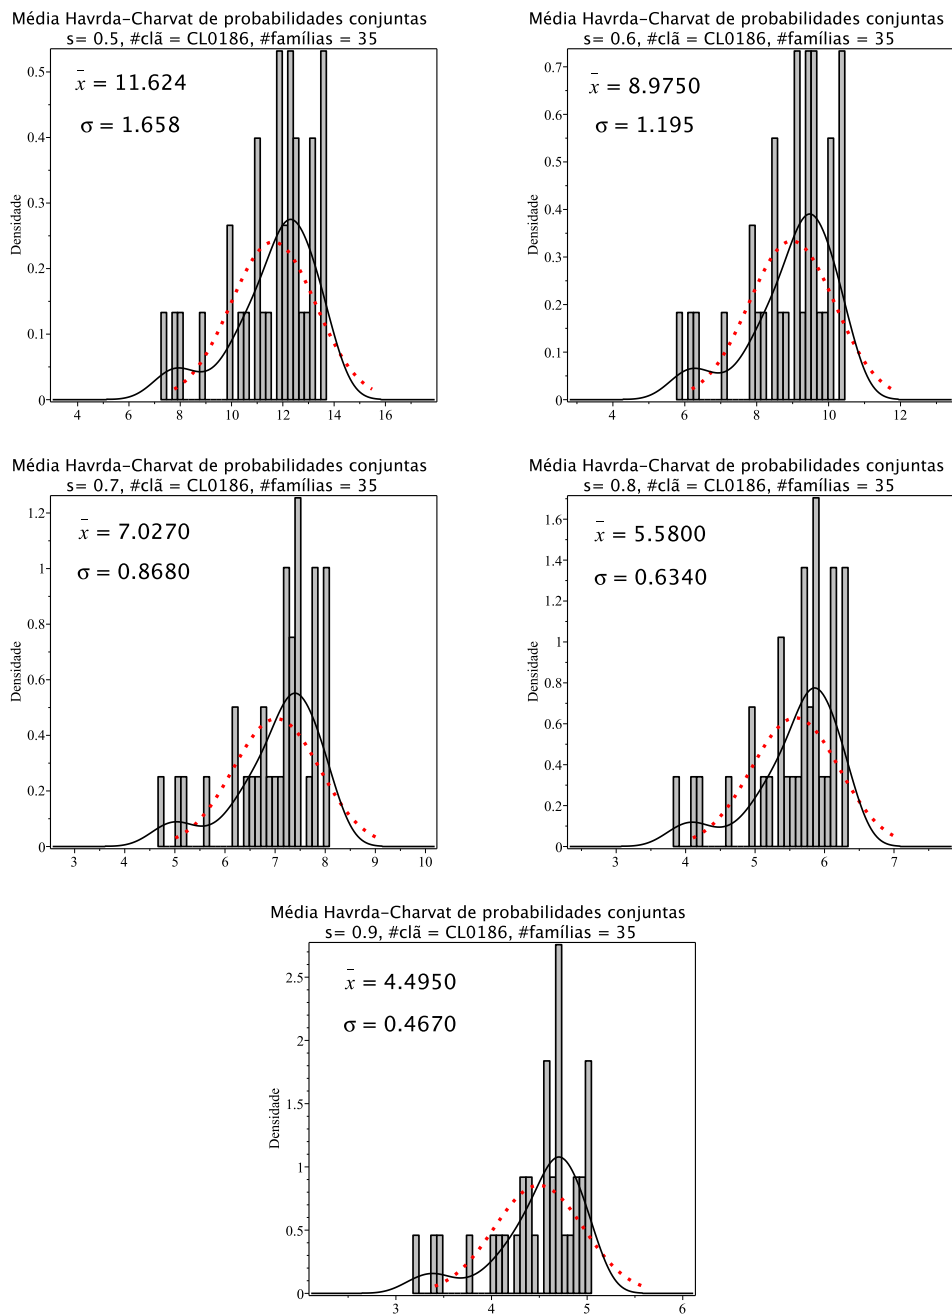 Média Havrda-Charvat de probabilidades conjuntas
s= 0.5, #clã = CL0186, #famílias = 35
x̄ = 11.624
σ = 1.658
Densidade
0.5
0.4
0.3
0.2
0.1
0
4 6 8 10 12 14 16
Média Havrda-Charvat de probabilidades conjuntas
s= 0.6, #clã = CL0186, #famílias = 35
x̄ = 8.9750
σ = 1.195
Densidade
0.7
0.6
0.5
0.4
0.3
0.2
0.1
0
4 6 8 10 12
Média Havrda-Charvat de probabilidades conjuntas
s= 0.7, #clã = CL0186, #famílias = 35
x̄ = 7.0270
σ = 0.8680
Densidade
1.2
1
0.8
0.6
0.4
0.2
0
3 4 5 6 7 8 9 10
Média Havrda-Charvat de probabilidades conjuntas
s= 0.8, #clã = CL0186, #famílias = 35
x̄ = 5.5800
σ = 0.6340
Densidade
1.6
1.4
1.2
1
0.8
0.6
0.4
0.2
0
3 4 5 6 7
Média Havrda-Charvat de probabilidades conjuntas
s= 0.9, #clã = CL0186, #famílias = 35
x̄ = 4.4950
σ = 0.4670
Densidade
2.5
2
1.5
1
0.5
0
3 4 5 6